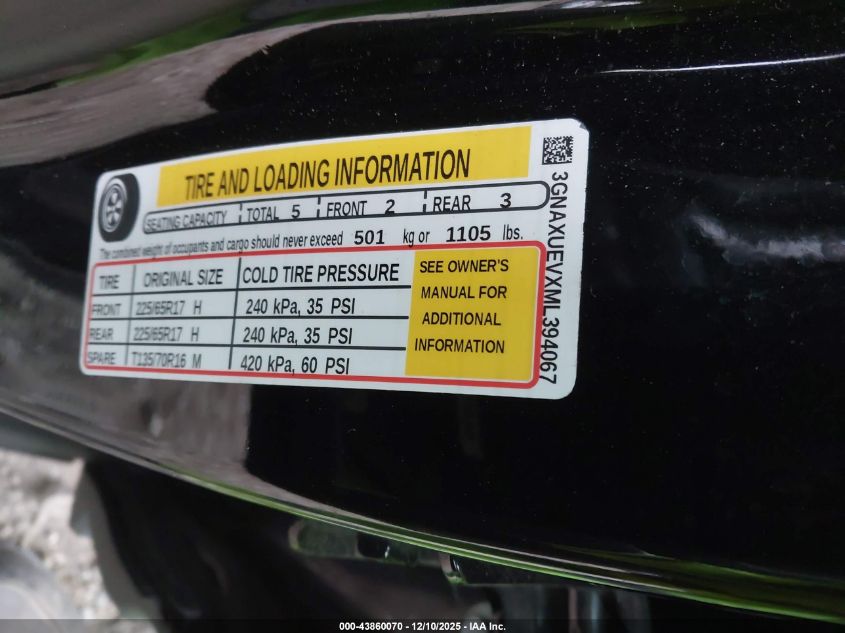 TIRE AND LOADING INFORMATION
SEATING CAPACITY TOTAL 5 FRONT 2 REAR 3
The combined weight of occupants and cargo should never exceed 501 kg or 1105 lbs.
TIRE ORIGINAL SIZE COLD TIRE PRESSURE
FRONT 225/65R17 H 240 kPa, 35 PSI
REAR 225/65R17 H 240 kPa, 35 PSI
SPARE T135/70R16 M 420 kPa, 60 PSI
SEE OWNER'S
MANUAL FOR
ADDITIONAL
INFORMATION
3GNAXUEVXML394067
000-43860070 - 12/10/2025 - IAA Inc.